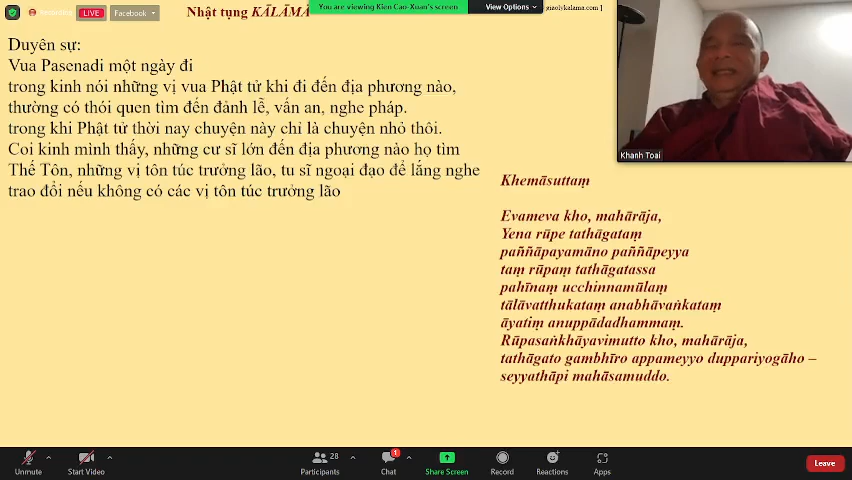 LIVE
Facebook
Nhật tụng KĀLĀMĀ
You are viewing Kien Cao-Xuan's screen
View Options
giaolykalama.com ]
Duyên sự:
Vua Pasenadi một ngày đi
trong kinh nói những vị vua Phật tử khi đi đến địa phương nào,
thường có thói quen tìm đến đảnh lễ, vấn an, nghe pháp.
trong khi Phật tử thời nay chuyện này chỉ là chuyện nhỏ thôi.
Coi kinh mình thấy, những cư sĩ lớn đến địa phương nào họ tìm
Thế Tôn, những vị tôn túc trưởng lão, tu sĩ ngoại đạo để lắng nghe
trao đổi nếu không có các vị tôn túc trưởng lão
Khanh Toai
Khemāsuttaṃ
Evameva kho, mahārāja,
Yena rūpe tathāgataṃ
paññāpayamāno paññāpeyya
taṃ rūpaṃ tathāgatassa
pahīnaṃ ucchinnamūlaṃ
tālāvatthukataṃ anabhāvaṅkataṃ
āyatiṃ anuppādadhammaṃ.
Rūpasaṅkhāyavimutto kho, mahārāja,
tathāgato gambhīro appameyyo duppariyogāho –
seyyathāpi mahāsamuddo.
Unmute
Start Video
28
Participants
1
Chat
Share Screen
Record
Reactions
Apps
Leave